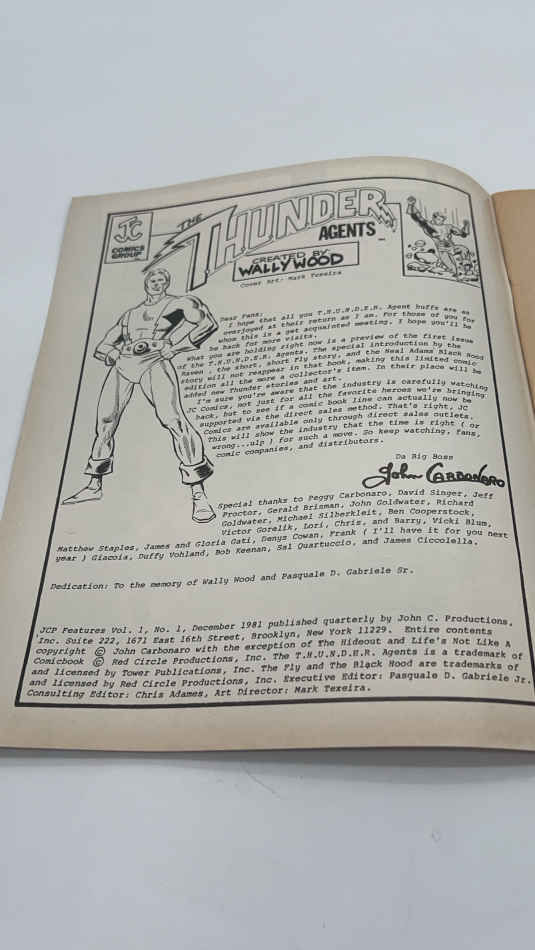 JC
COMICS
GROUP
THE
THUNDER
AGENTS
CREATED BY
WALLY WOOD
Cover Art: Mark Texeira
Dear Fans:
I hope that all you T.H.U.N.D.E.R. Agent buffs are as
overjoyed at their return as I am. For those of you for
whom this is a get acquainted meeting, I hope you'll be
be back for more visits.
What you are holding right now is a preview of the first issue
of the T.H.U.N.D.E.R. Agents. The special introduction by the
Raven , the short, short Fly story, and the Neal Adams Black Hood
story will not reappear in that book, making this limited comic
edition all the more a collector's item. In their place will be
added new Thunder stories and art.
I'm sure you're aware that the industry is carefully watching
JC Comics, not just for all the favorite heroes we're bringing
back, but to see if a comic book line can actually now be
supported via the direct sales method. That's right, JC
Comics are available only through direct sales outlets.
This will show the industry that the time is right ( or
wrong...ulp ) for such a move. So keep watching, fans,
comic companies, and distributors.
Da Big Boss
John Carbonaro
Special thanks to Peggy Carbonaro, David Singer, Jeff
Proctor, Gerald Brisman, John Goldwater, Richard
Goldwater, Michael Silberkleit, Ben Cooperstock,
Victor Gorelik, Lori, Chris, and Barry, Vicki Blum,
Matthew Staples, James and Gloria Gati, Denys Cowan, Frank ( I'll have it for you next
year ) Giacoia, Duffy Vohland, Bob Keenan, Sal Quartuccio, and James Ciccolella.
Dedication: To the memory of Wally Wood and Pasquale D. Gabriele Sr.
JCP Features Vol. 1, No. 1, December 1981 published quarterly by John C. Productions,
Inc. Suite 222, 1671 East 16th Street, Brooklyn, New York 11229. Entire contents
copyright © John Carbonaro with the exception of The Hideout and Life's Not Like A
Comicbook © Red Circle Productions, Inc. The T.H.U.N.D.E.R. Agents is a trademark of
and licensed by Tower Publications, Inc. The Fly and The Black Hood are trademarks of
and licensed by Red Circle Productions, Inc. Executive Editor: Pasquale D. Gabriele Jr.
Consulting Editor: Chris Adames, Art Director: Mark Texeira.